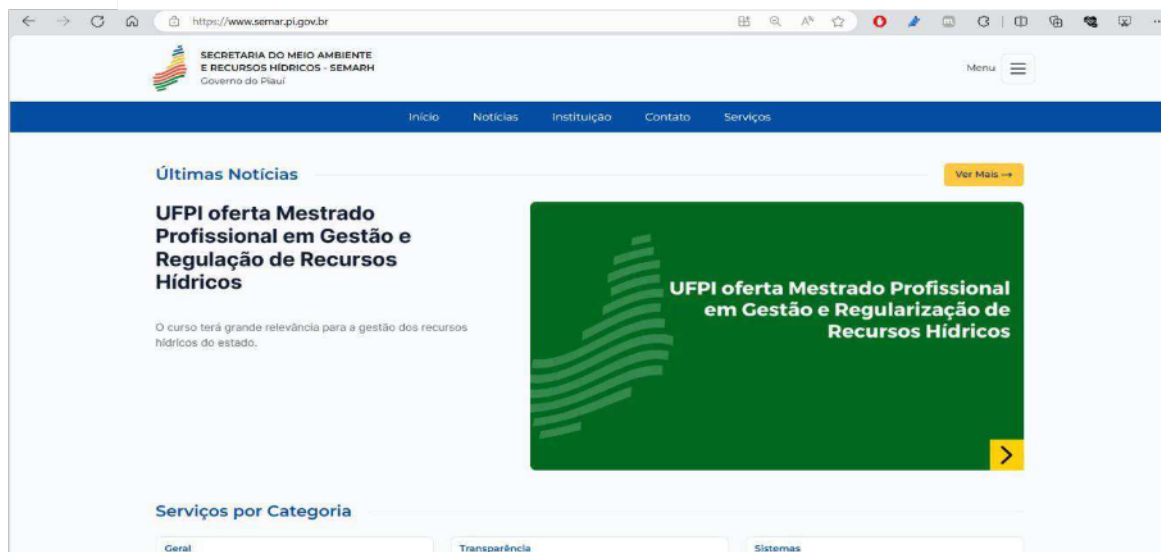 https://www.semar.pi.gov.br
SECRETARIA DO MEIO AMBIENTE
E RECURSOS HÍDRICOS - SEMARH
Governo do Piauí
Menu
Início Notícias Instituição Contato Serviços
Últimas Notícias
Ver Mais →
UFPI oferta Mestrado
Profissional em Gestão e
Regulação de Recursos
Hídricos
O curso terá grande relevância para a gestão dos recursos
hídricos do estado.
UFPI oferta Mestrado Profissional
em Gestão e Regularização de
Recursos Hídricos
Serviços por Categoria
Geral Transparência Sistemas